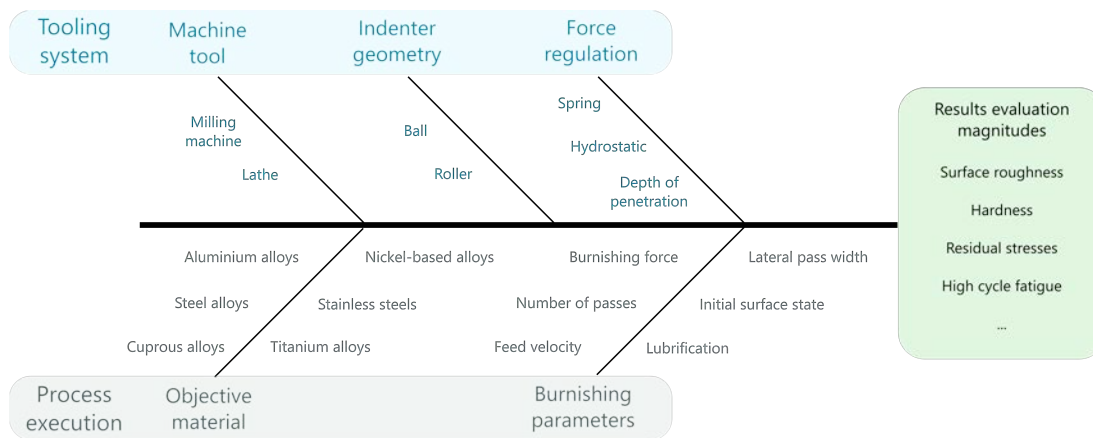 Tooling
system
Machine
tool
Indenter
geometry
Force
regulation
Milling
machine
Lathe
Ball
Roller
Spring
Hydrostatic
Depth of
penetration
Results evaluation
magnitudes
Surface roughness
Hardness
Residual stresses
High cycle fatigue
...
Aluminium alloys
Nickel-based alloys
Steel alloys
Stainless steels
Cuprous alloys
Titanium alloys
Burnishing force
Lateral pass width
Number of passes
Initial surface state
Feed velocity
Lubrification
Process
execution
Objective
material
Burnishing
parameters